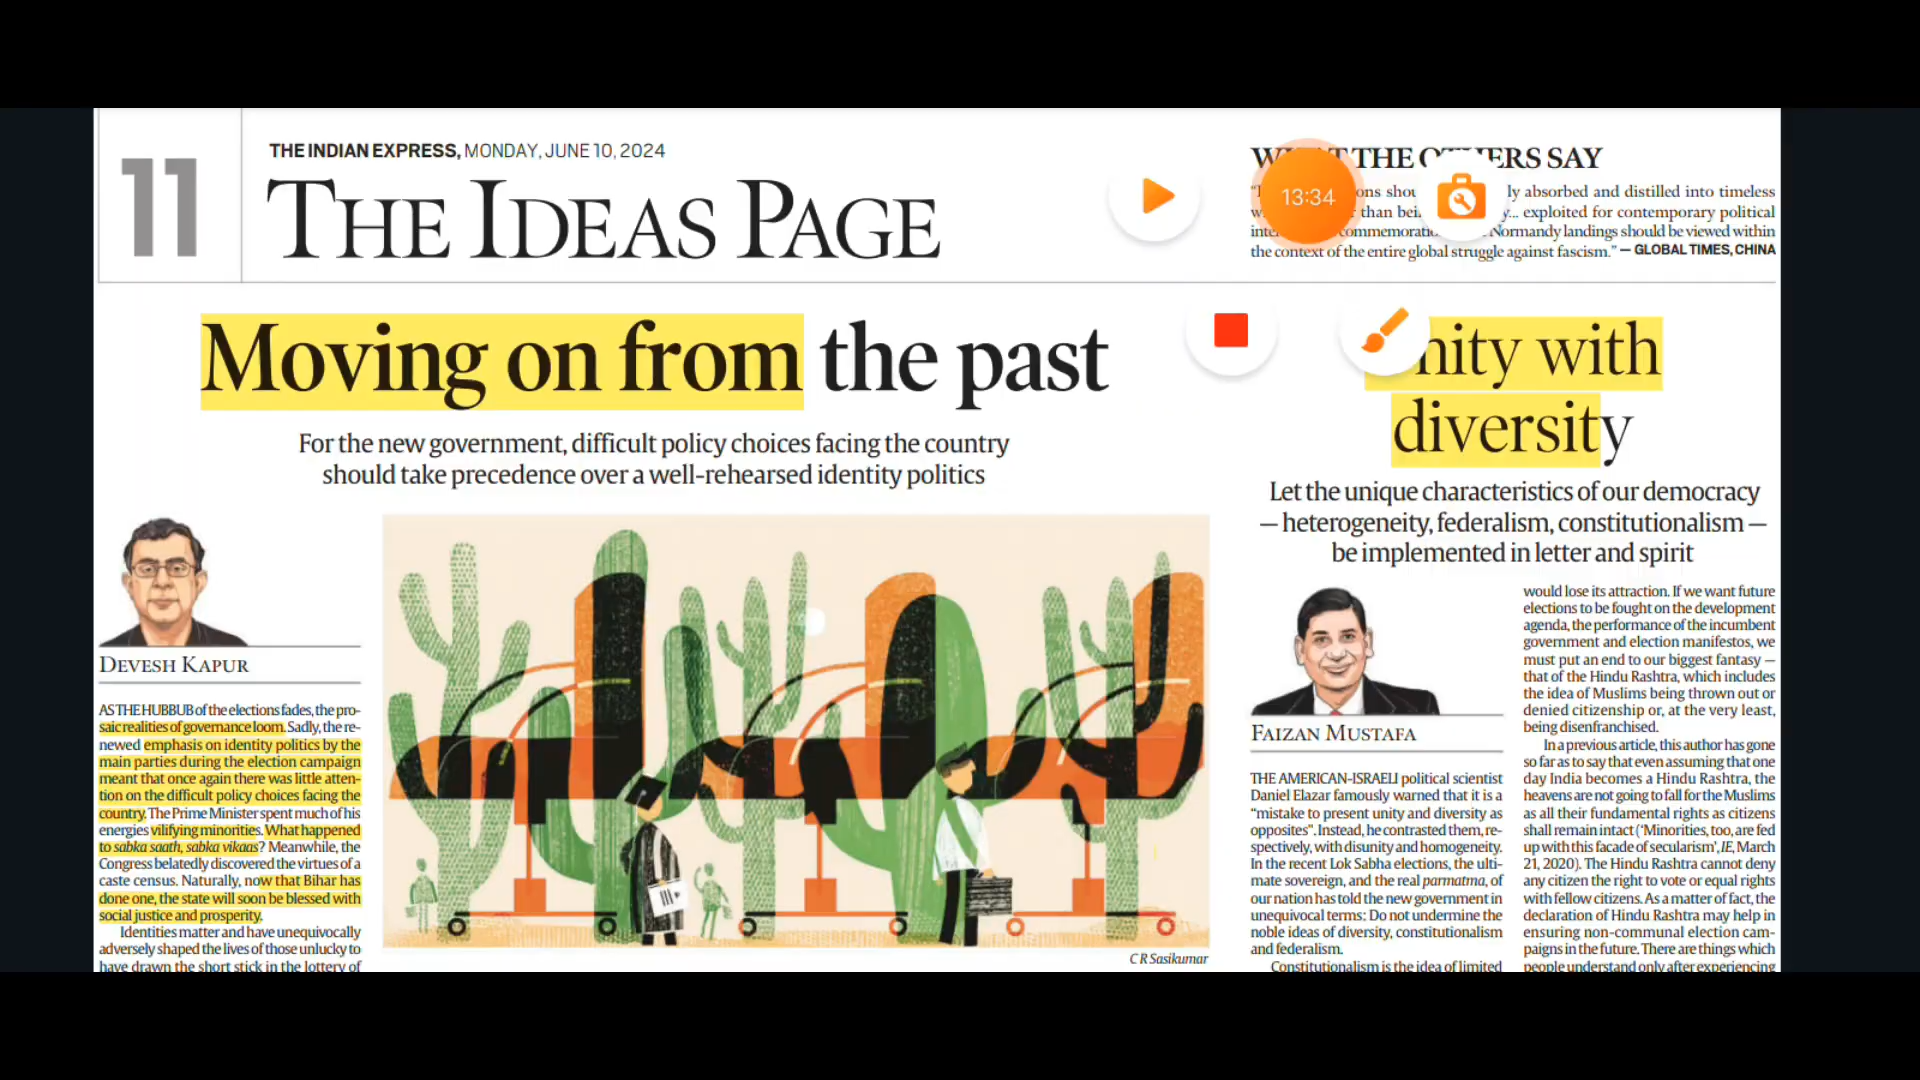 11
THE INDIAN EXPRESS, MONDAY, JUNE 10, 2024
THE IDEAS PAGE
THE OTHERS SAY
ly absorbed and distilled into timeless
than exploited for contemporary political
Normandy landings should be viewed within
the context of the entire global struggle against fascism." — GLOBAL TIMES, CHINA
13:34
Moving on from the past
For the new government, difficult policy choices facing the country
should take precedence over a well-rehearsed identity politics
DEVESH KAPUR
AS THE HUBBUB of the elections fades, the pro-
saic realities of governance loom. Sadly, the re-
newed emphasis on identity politics by the
main parties during the election campaign
meant that once again there was little atten-
tion on the difficult policy choices facing the
country. The Prime Minister spent much of his
energies vilifying minorities. What happened
to sabka saath, sabka vikaas? Meanwhile, the
Congress belatedly discovered the virtues of a
caste census. Naturally, now that Bihar has
done one, the state will soon be blessed with
social justice and prosperity.
Identities matter and have unequivocally
adversely shaped the lives of those unlucky to
have drawn the short stick in the lottery of
C R Sasikumar
nity with
diversity
Let the unique characteristics of our democracy
— heterogeneity, federalism, constitutionalism —
be implemented in letter and spirit
FAIZAN MUSTAFA
THE AMERICAN-ISRAELI political scientist
Daniel Elazar famously warned that it is a
"mistake to present unity and diversity as
opposites". Instead, he contrasted them, re-
spectively, with disunity and homogeneity.
In the recent Lok Sabha elections, the ulti-
mate sovereign, and the real parmatma, of
our nation has told the new government in
unequivocal terms: Do not undermine the
noble ideas of diversity, constitutionalism
and federalism.
Constitutionalism is the idea of limited
would lose its attraction. If we want future
elections to be fought on the development
agenda, the performance of the incumbent
government and election manifestos, we
must put an end to our biggest fantasy —
that of the Hindu Rashtra, which includes
the idea of Muslims being thrown out or
denied citizenship or, at the very least,
being disenfranchised.
In a previous article, this author has gone
so far as to say that even assuming that one
day India becomes a Hindu Rashtra, the
heavens are not going to fall for the Muslims
as all their fundamental rights as citizens
shall remain intact ('Minorities, too, are fed
up with this facade of secularism', IE, March
21, 2020). The Hindu Rashtra cannot deny
any citizen the right to vote or equal rights
with fellow citizens. As a matter of fact, the
declaration of Hindu Rashtra may help in
ensuring non-communal election cam-
paigns in the future. There are things which
people understand only after experiencing